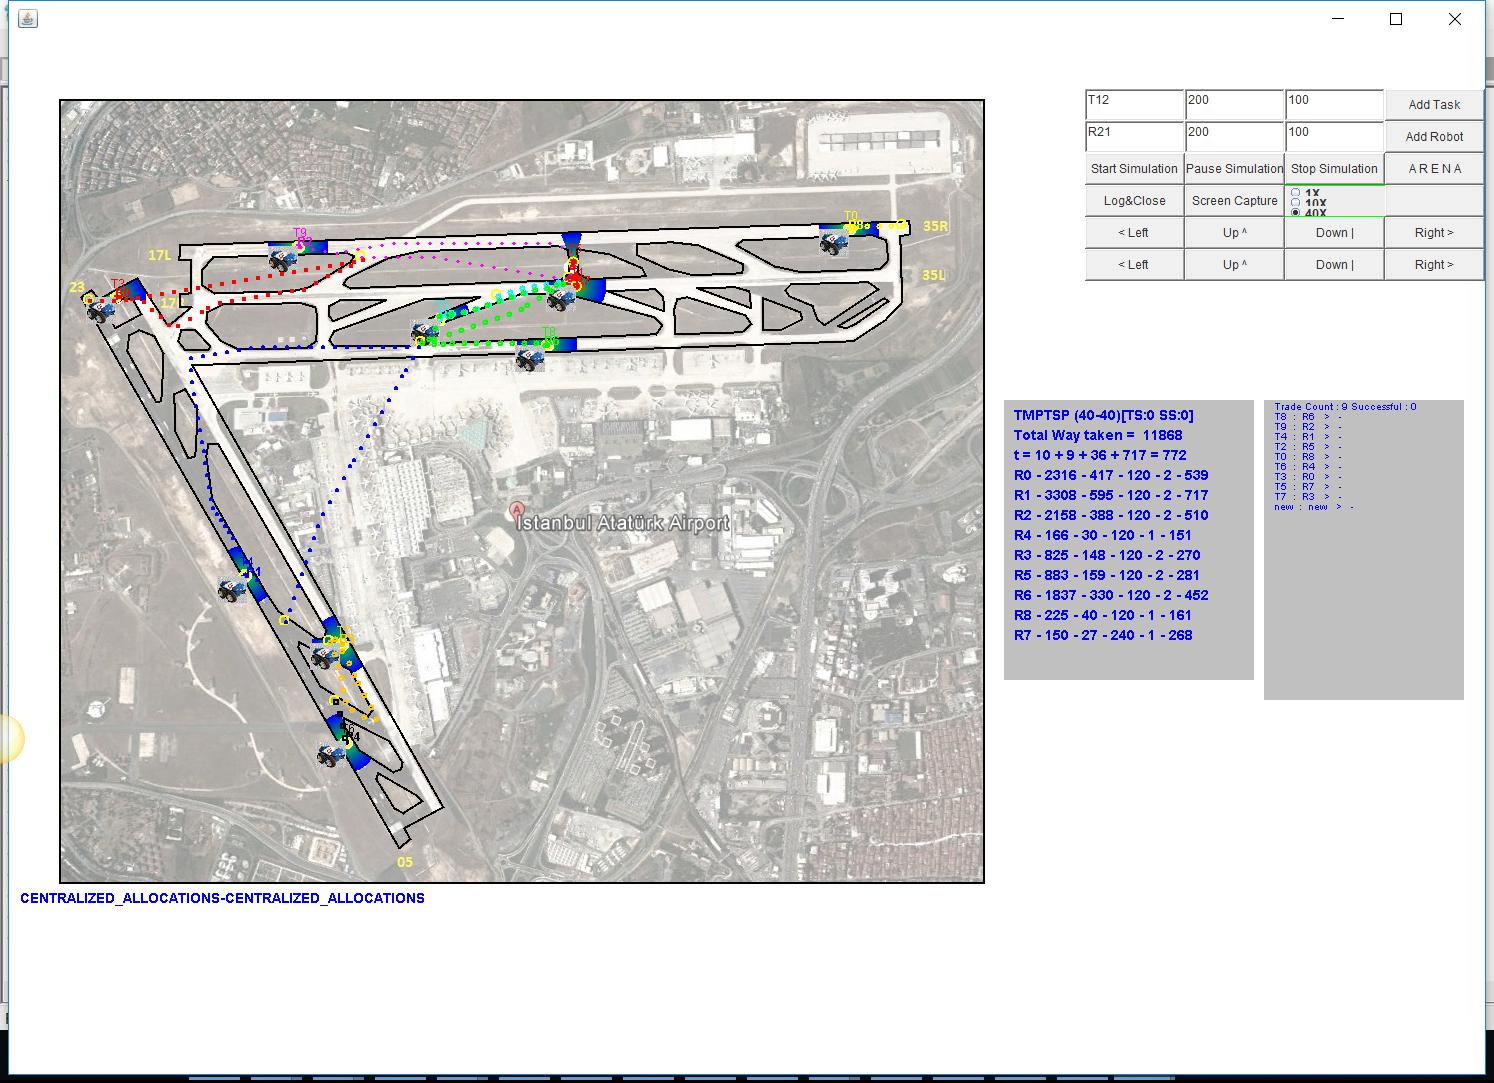 T12 200 100 Add Task
R21 200 100 Add Robot
Start Simulation Pause Simulation Stop Simulation A R E N A
Log&Close Screen Capture
1X
10X
40X
< Left Up ^ Down | Right >
< Left Up ^ Down | Right >
T0
35R
T9
17L
35L
23
T8
A
İstanbul Atatürk Airport
05
TMPTSP (40-40)[TS:0 SS:0]
Total Way taken = 11868
t = 10 + 9 + 36 + 717 = 772
R0 - 2316 - 417 - 120 - 2 - 539
R1 - 3308 - 595 - 120 - 2 - 717
R2 - 2158 - 388 - 120 - 2 - 510
R4 - 166 - 30 - 120 - 1 - 151
R3 - 825 - 148 - 120 - 2 - 270
R5 - 883 - 159 - 120 - 2 - 281
R6 - 1837 - 330 - 120 - 2 - 452
R8 - 225 - 40 - 120 - 1 - 161
R7 - 150 - 27 - 240 - 1 - 268
Trade Count : 9 Successful : 0
T8 : R6 > -
T9 : R2 > -
T4 : R1 > -
T2 : R5 > -
T0 : R8 > -
T6 : R4 > -
T3 : R0 > -
T5 : R7 > -
T7 : R3 > -
new : new > -
CENTRALIZED_ALLOCATIONS-CENTRALIZED_ALLOCATIONS